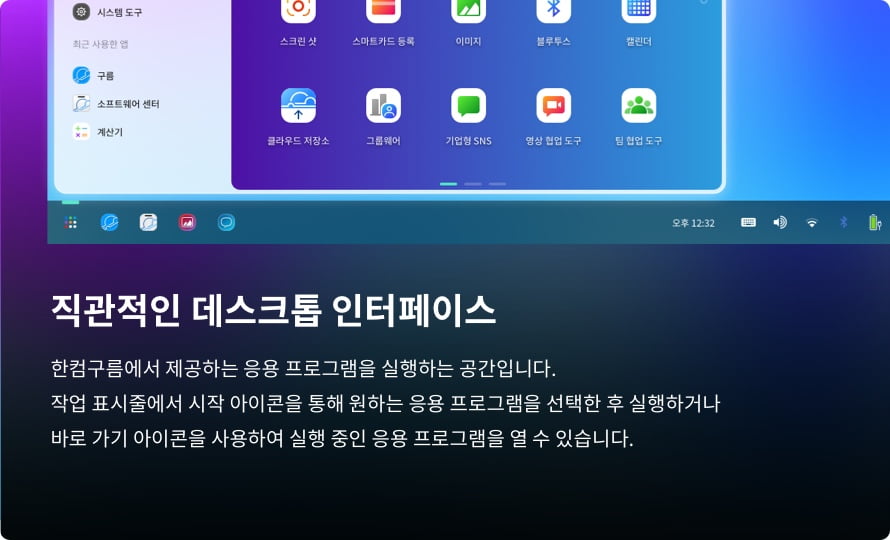 시스템 도구
최근 사용한 앱
구름
소프트웨어 센터
계산기
스크린 샷
스마트카드 등록
이미지
블루투스
캘린더
클라우드 저장소
그룹웨어
기업형 SNS
영상 협업 도구
팀 협업 도구
오후 12:32
직관적인 데스크톱 인터페이스
한컴구름에서 제공하는 응용 프로그램을 실행하는 공간입니다.
작업 표시줄에서 시작 아이콘을 통해 원하는 응용 프로그램을 선택한 후 실행하거나
바로 가기 아이콘을 사용하여 실행 중인 응용 프로그램을 열 수 있습니다.